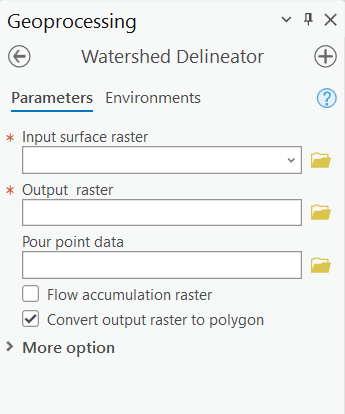 Geoprocessing
Watershed Delineator
Parameters Environments
* Input surface raster
* Output raster
Pour point data
Flow accumulation raster
Convert output raster to polygon
More option